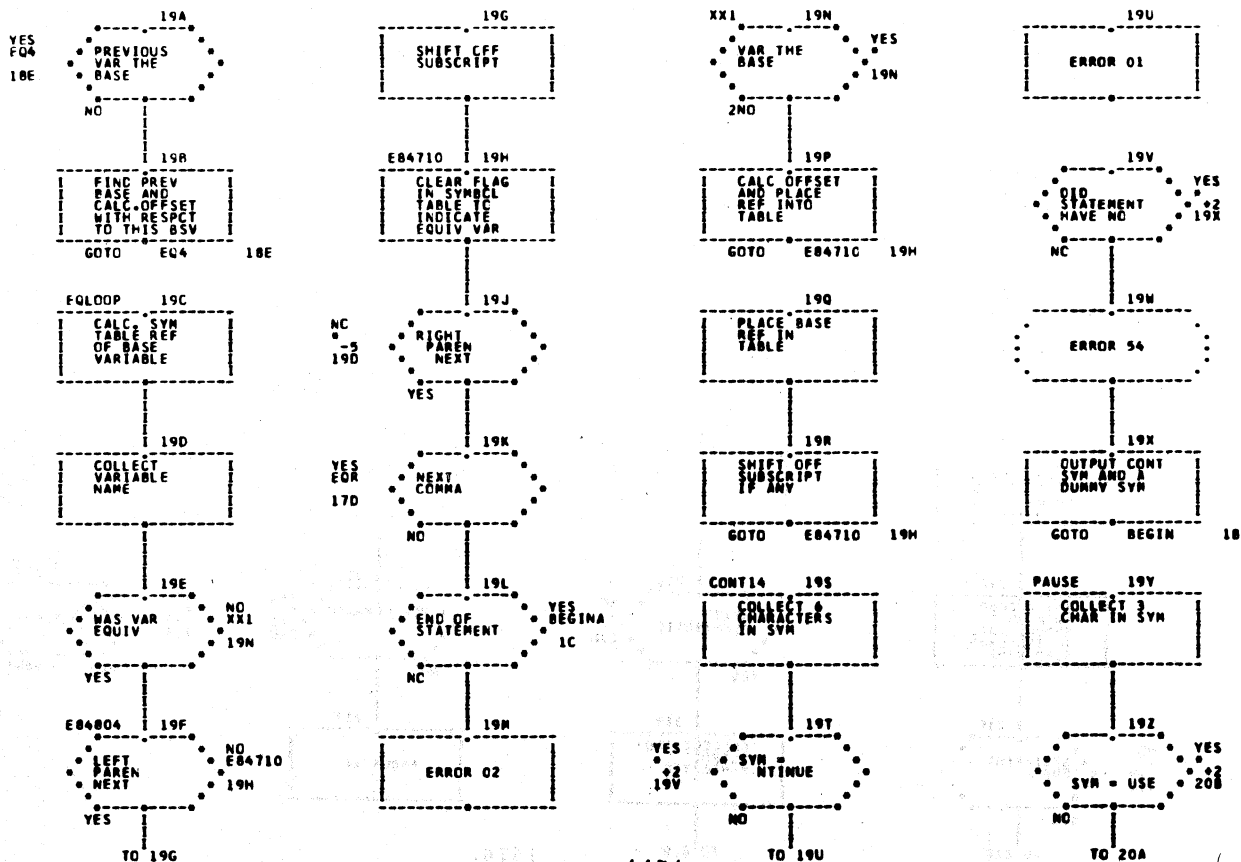 19A
YES
EQ4
18E
PREVIOUS
VAR THE
BASE
NO
19B
FIND PREV
BASE AND
CALC.OFFSET
WITH RESPCT
TO THIS BSV
GOTO EQ4 18E
EQLOOP 19C
CALC. SYM
TABLE REF
OF BASE
VARIABLE
19D
COLLECT
VARIABLE
NAME
19E
WAS VAR
EQUIV
NO
XX1
19N
YES
E84804 19F
LEFT
PAREN
NEXT
NO
E84710
19H
YES
TO 19G
19G
SHIFT CFF
SUBSCRIPT
E84710 19H
CLEAR FLAG
IN SYMBCL
TABLE TC
INDICATE
EQUIV VAR
19J
NC
*
-5
19D
RIGHT
PAREN
NEXT
YES
19K
YES
EQR
17D
NEXT
COMMA
NO
19L
END OF
STATEMENT
YES
BEGINA
1C
NC
19M
ERROR 02
XX1 19N
VAR THE
BASE
YES
*
19N
2NO
19P
CALC OFFSET
AND PLACE
REF INTO
TABLE
GOTO E84710 19H
19Q
PLACE BASE
REF IN
TABLE
19R
SHIFT OFF
SUBSCRIPT
IF ANY
GOTO E84710 19H
CONT14 19S
COLLECT 6
CHARACTERS
IN SYM
19T
YES
*
+2
19V
SYM =
NTINUE
NO
TO 19U
19U
ERROR 01
19V
DID
STATEMENT
HAVE NO
YES
*
+2
19X
NC
19W
ERROR 54
19X
OUTPUT CONT
SYM AND A
DUMMY SYM
GOTO BEGIN 1B
PAUSE 19Y
COLLECT 3
CHAR IN SYM
19Z
SYM = USE
YES
*
+2
20B
NO
TO 20A